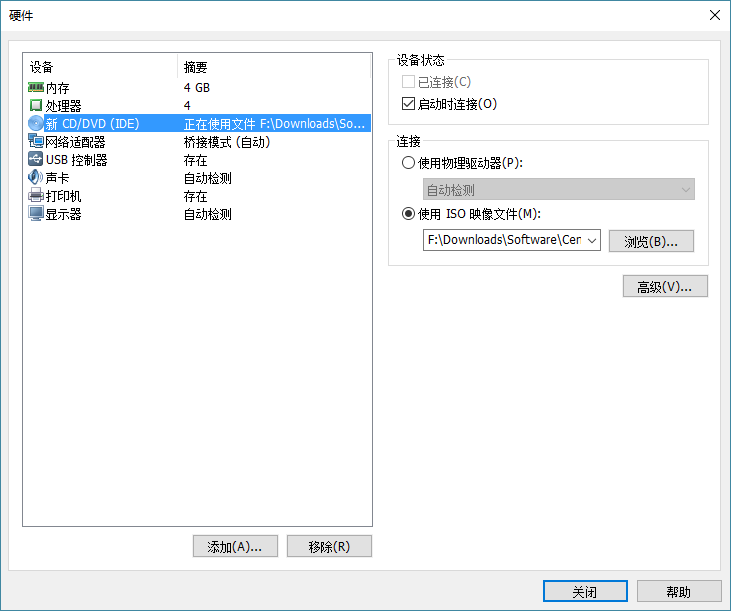 硬件
设备 摘要
内存 4 GB
处理器 4
新 CD/DVD (IDE) 正在使用文件 F:\Downloads\So...
网络适配器 桥接模式 (自动)
USB 控制器 存在
声卡 自动检测
打印机 存在
显示器 自动检测
添加(A)... 移除(R)
设备状态
已连接(C)
启动时连接(O)
连接
使用物理驱动器(P):
自动检测
使用 ISO 映像文件(M):
F:\Downloads\Software\Cer 浏览(B)...
高级(V)...
关闭 帮助